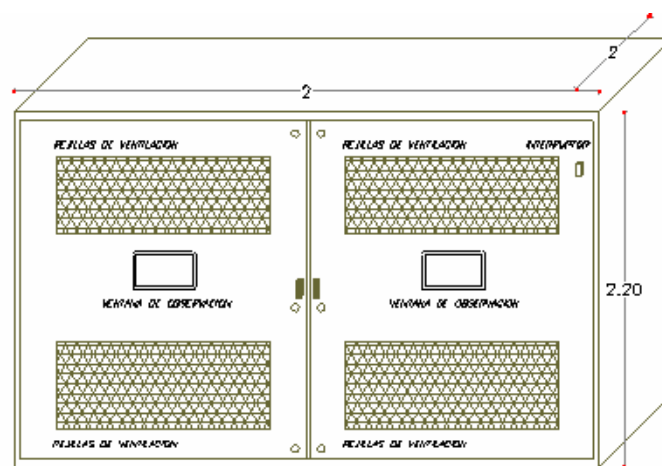 2
2
REJILLAS DE VENTILACION
REJILLAS DE VENTILACION
INTERRUPTOR
VENTANA DE OBSERVACION
VENTANA DE OBSERVACION
2.20
REJILLAS DE VENTILACION
REJILLAS DE VENTILACION